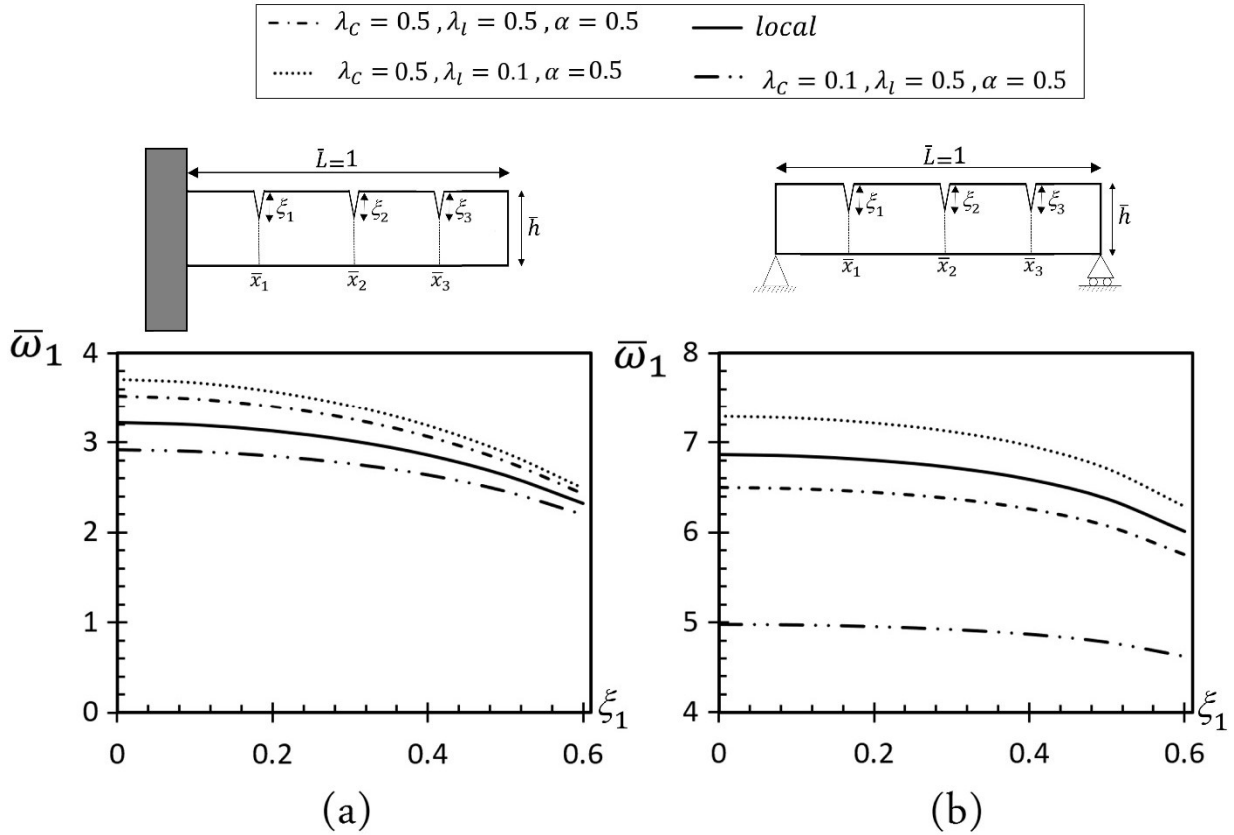 λ_C = 0.5 , λ_l = 0.5 , α = 0.5
local
λ_C = 0.5 , λ_l = 0.1 , α = 0.5
λ_C = 0.1 , λ_l = 0.5 , α = 0.5
L̄=1
ξ₁ ξ₂ ξ₃ h̄
x̄₁ x̄₂ x̄₃
L̄=1
ξ₁ ξ₂ ξ₃ h̄
x̄₁ x̄₂ x̄₃
ω̄₁
4
3
2
1
0
0 0.2 0.4 0.6
ξ₁
(a)
ω̄₁
8
7
6
5
4
0 0.2 0.4 0.6
ξ₁
(b)